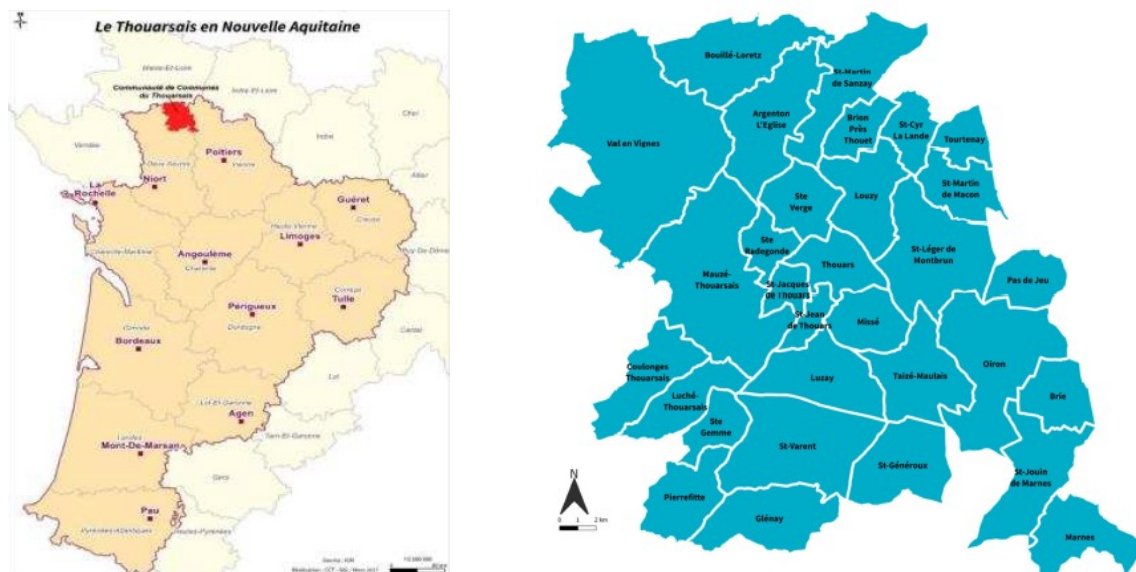 Le Thouarsais en Nouvelle Aquitaine
Maine-Et-Loire
Communauté de Communes
du Thouarsais
Indre-Et-Loire
Cher
Vendée
Indre
Poitiers
Vienne
Deux-Sèvres
Niort
Allier
La
Rochelle
Guéret
Creuse
Haute-Vienne
Limoges
Charente-Maritime
Angoulême
Charente
Puy-De-Dôme
Corrèze
Tulle
Périgueux
Dordogne
Cantal
Gironde
Bordeaux
Lot
Lot-Et-Garonne
Agen
Landes
Mont-De-Marsan
Tarn-Et-Garonne
Gers
Pau
Pyrénées-Atlantiques
Hautes-Pyrénées
Bouillé-Loretz
St-Martin
de Sanzay
Argenton
L'Eglise
Brion
Près
Thouet
St-Cyr
La Lande
Tourtenay
Val en Vignes
St-Martin
de Macon
Ste
Verge
Louzy
Ste
Radegonde
St-Léger de
Montbrun
Thouars
Mauzé-
Thouarsais
St-Jacques
de Thouars
Pas de Jeu
St-Jean
de Thouars
Missé
Oiron
Coulonges
Thouarsais
Luzay
Taizé-Maulais
Luché-
Thouarsais
Brie
Ste
Gemme
St-Varent
St-Généroux
St-Jouin
de Marnes
Pierrefitte
Glénay
Marnes
N
0 1 2 km